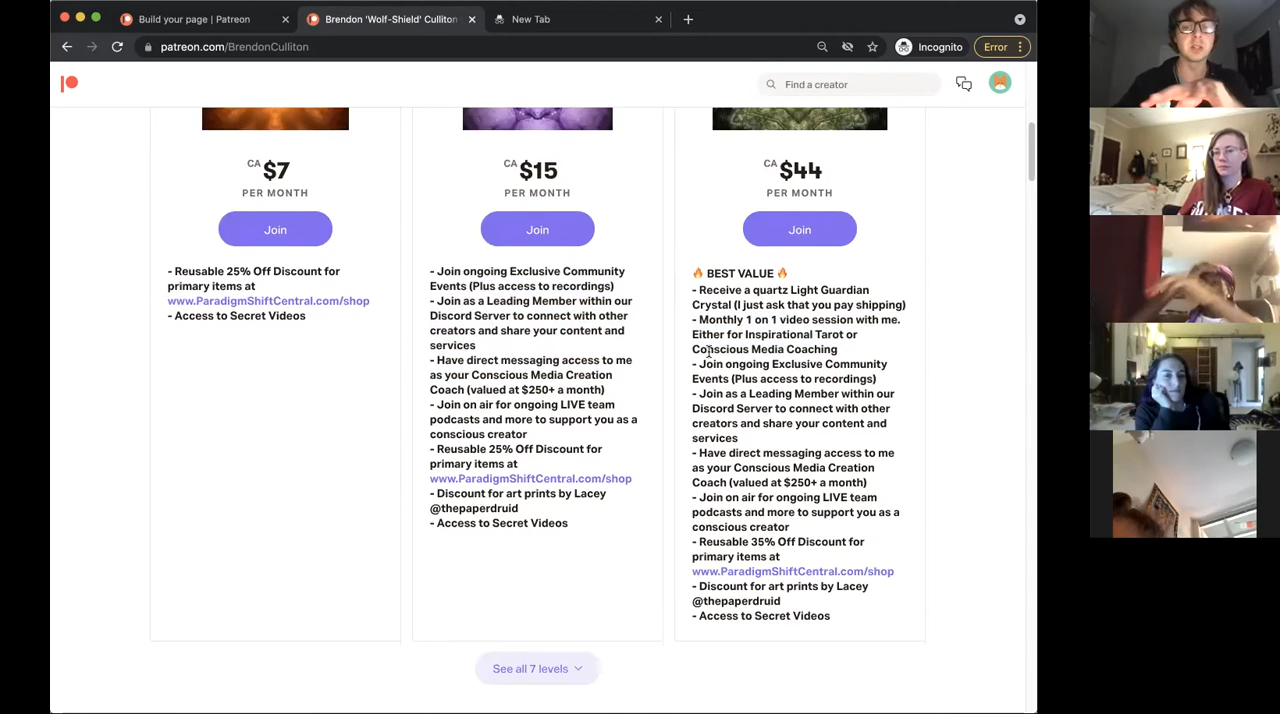 Build your page | Patreon
Brendon 'Wolf-Shield' Culliton
New Tab
patreon.com/BrendonCulliton
Incognito
Error
Find a creator
CA $7
PER MONTH
Join
- Reusable 25% Off Discount for
primary items at
www.ParadigmShiftCentral.com/shop
- Access to Secret Videos
CA $15
PER MONTH
Join
- Join ongoing Exclusive Community
Events (Plus access to recordings)
- Join as a Leading Member within our
Discord Server to connect with other
creators and share your content and
services
- Have direct messaging access to me
as your Conscious Media Creation
Coach (valued at $250+ a month)
- Join on air for ongoing LIVE team
podcasts and more to support you as a
conscious creator
- Reusable 25% Off Discount for
primary items at
www.ParadigmShiftCentral.com/shop
- Discount for art prints by Lacey
@thepaperdruid
- Access to Secret Videos
CA $44
PER MONTH
Join
🔥 BEST VALUE 🔥
- Receive a quartz Light Guardian
Crystal (I just ask that you pay shipping)
- Monthly 1 on 1 video session with me.
Either for Inspirational Tarot or
Conscious Media Coaching
- Join ongoing Exclusive Community
Events (Plus access to recordings)
- Join as a Leading Member within our
Discord Server to connect with other
creators and share your content and
services
- Have direct messaging access to me
as your Conscious Media Creation
Coach (valued at $250+ a month)
- Join on air for ongoing LIVE team
podcasts and more to support you as a
conscious creator
- Reusable 35% Off Discount for
primary items at
www.ParadigmShiftCentral.com/shop
- Discount for art prints by Lacey
@thepaperdruid
- Access to Secret Videos
See all 7 levels